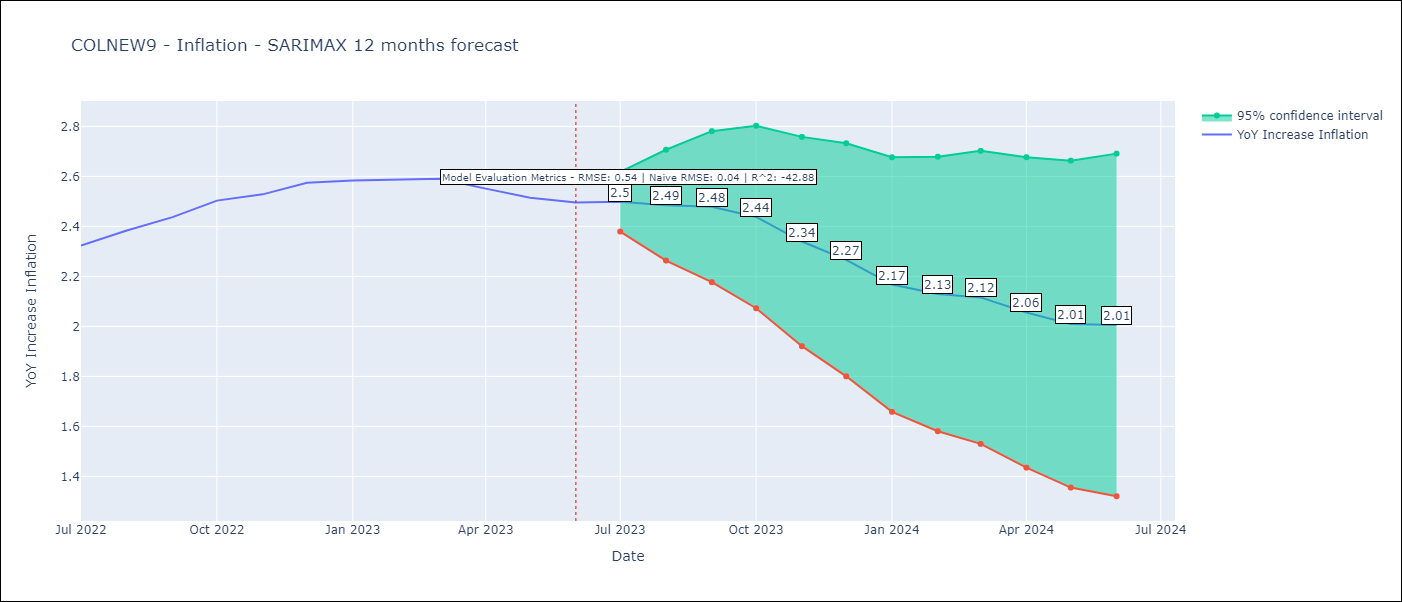 COLNEW9 - Inflation - SARIMAX 12 months forecast
95% confidence interval
YoY Increase Inflation
Model Evaluation Metrics - RMSE: 0.54 | Naive RMSE: 0.04 | R^2: -42.88
2.5
2.49
2.48
2.44
2.34
2.27
2.17
2.13
2.12
2.06
2.01
2.01
YoY Increase Inflation
2.8
2.6
2.4
2.2
2
1.8
1.6
1.4
Jul 2022
Oct 2022
Jan 2023
Apr 2023
Jul 2023
Oct 2023
Jan 2024
Apr 2024
Jul 2024
Date